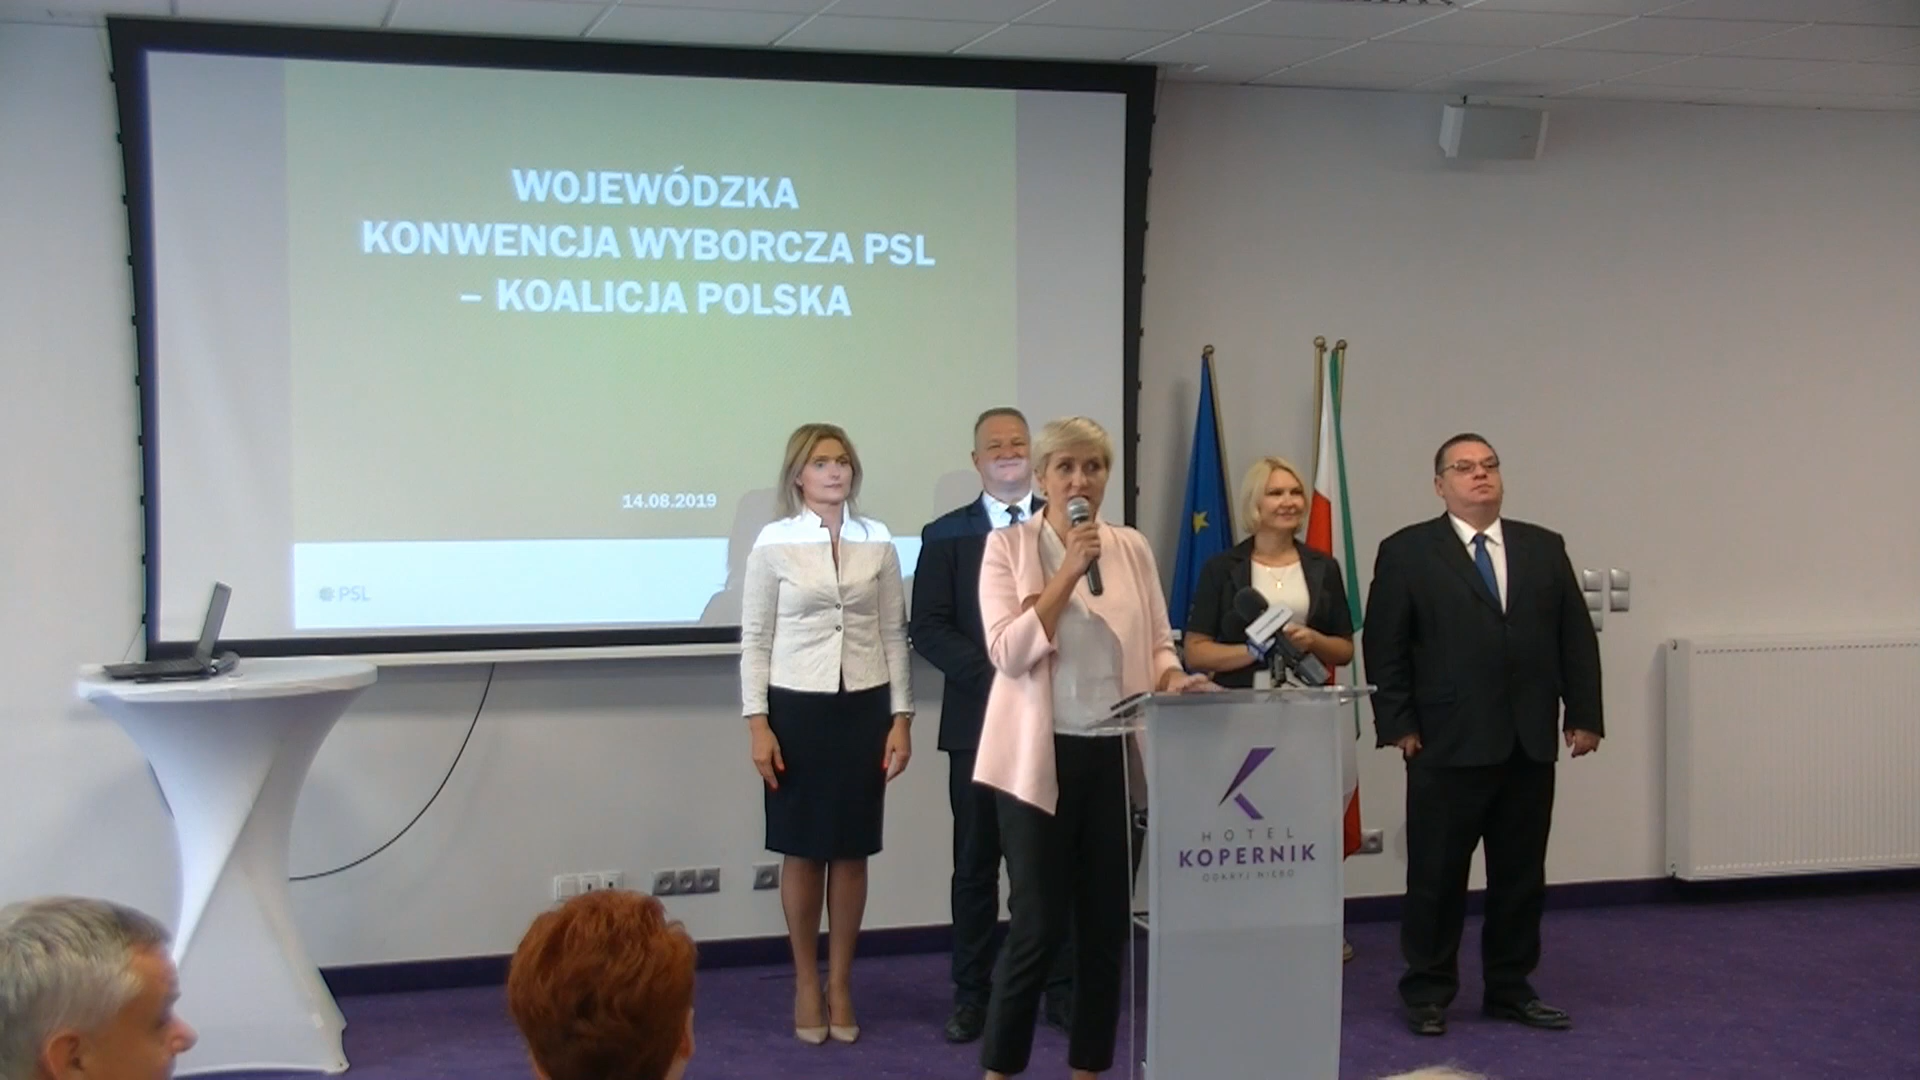 WOJEWÓDZKA
KONWENCJA WYBORCZA PSL
– KOALICJA POLSKA
14.08.2019
PSL
HOTEL
KOPERNIK
ODKRYJ NIEBO